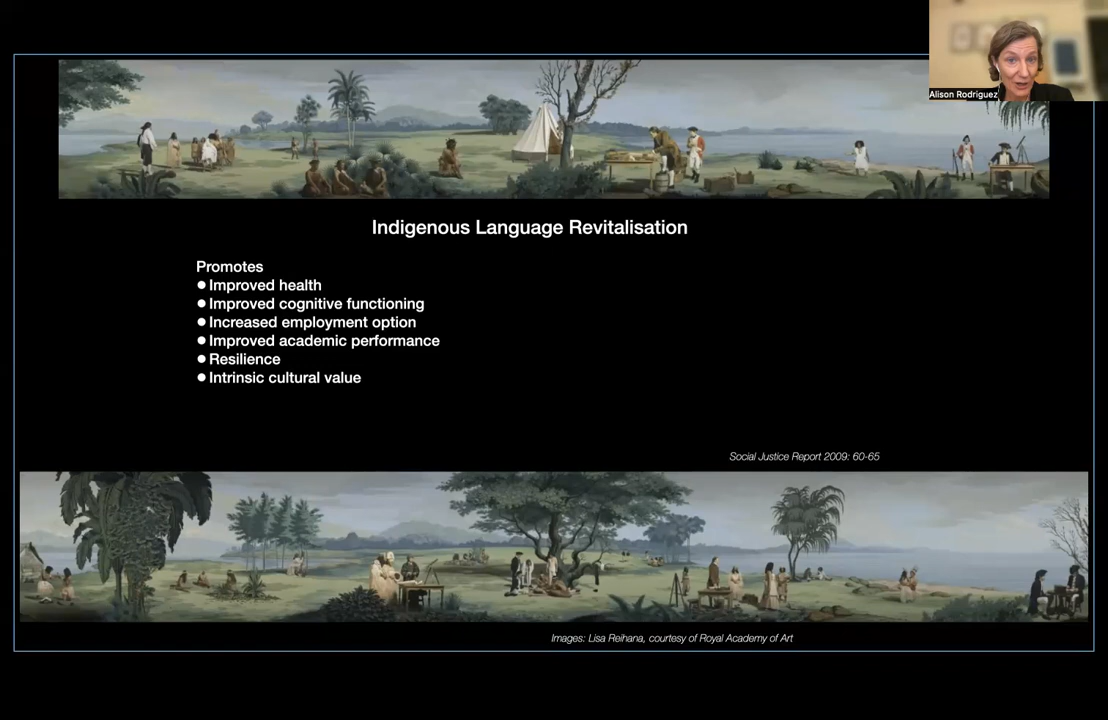 Alison Rodriguez
Indigenous Language Revitalisation
Promotes
● Improved health
● Improved cognitive functioning
● Increased employment option
● Improved academic performance
● Resilience
● Intrinsic cultural value
Social Justice Report 2009: 60-65
Images: Lisa Reihana, courtesy of Royal Academy of Art